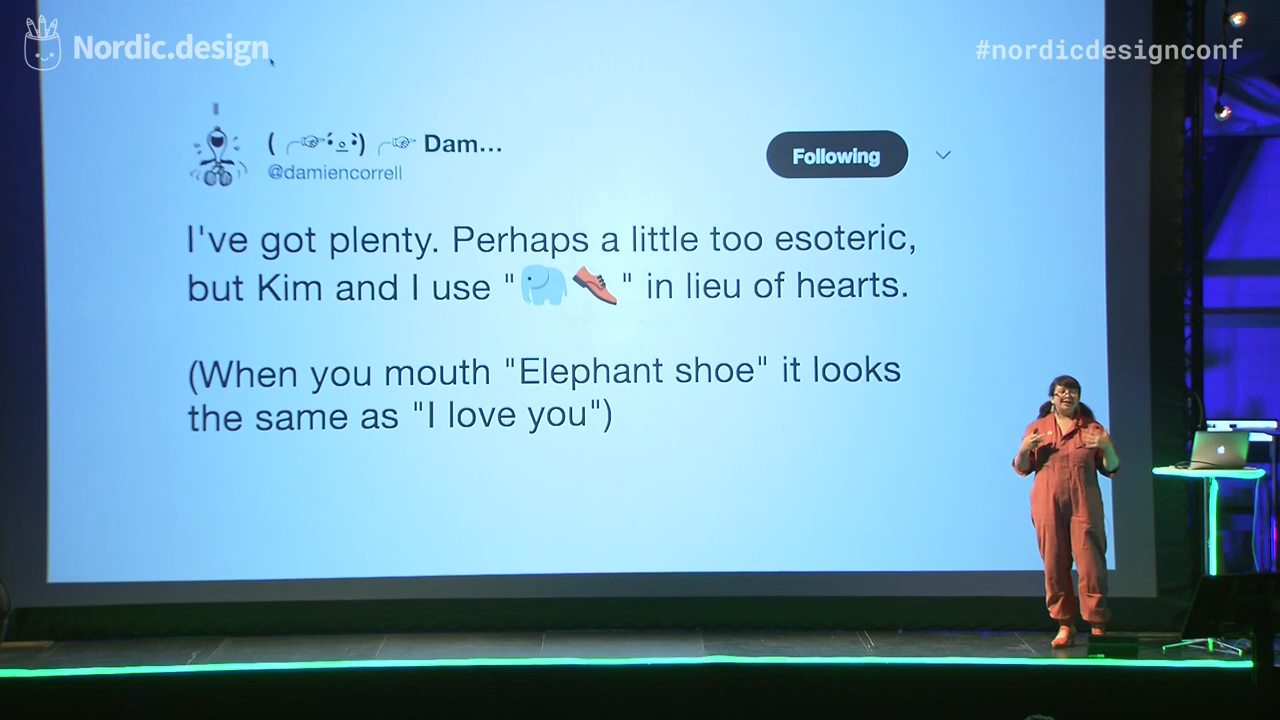 Nordic.design
#nordicdesignconf
( ╭☞•́⍛•̀) ╭☞ Dam…
@damiencorrell
Following
I've got plenty. Perhaps a little too esoteric,
but Kim and I use "🐘👞" in lieu of hearts.
(When you mouth "Elephant shoe" it looks
the same as "I love you")